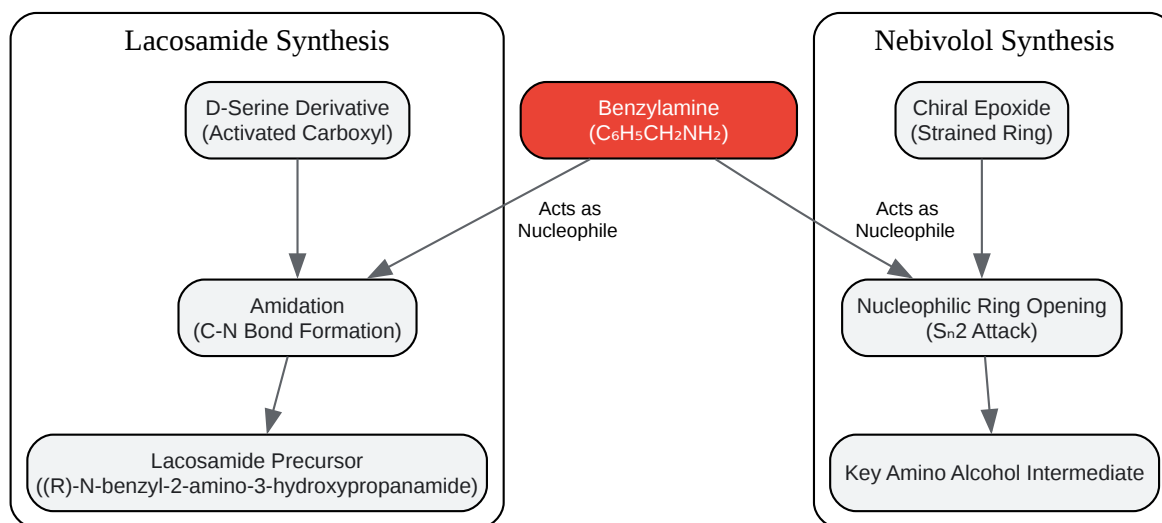 Lacosamide Synthesis
Nebivolol Synthesis
D-Serine Derivative
(Activated Carboxyl)
Benzylamine
(C₆H₅CH₂NH₂)
Chiral Epoxide
(Strained Ring)
Acts as
Nucleophile
Acts as
Nucleophile
Amidation
(C-N Bond Formation)
Nucleophilic Ring Opening
(Sₙ2 Attack)
Lacosamide Precursor
((R)-N-benzyl-2-amino-3-hydroxypropanamide)
Key Amino Alcohol Intermediate